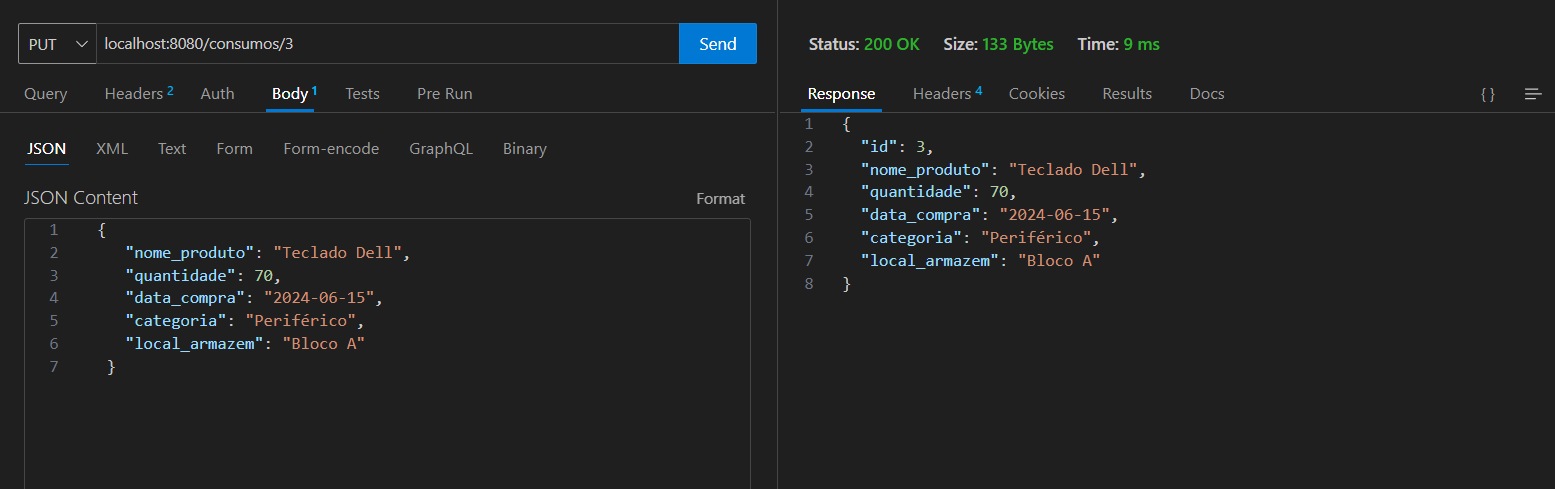 PUT localhost:8080/consumos/3 Send
Query Headers 2 Auth Body 1 Tests Pre Run
JSON XML Text Form Form-encode GraphQL Binary
JSON Content Format
1 {
2 "nome_produto": "Teclado Dell",
3 "quantidade": 70,
4 "data_compra": "2024-06-15",
5 "categoria": "Periférico",
6 "local_armazem": "Bloco A"
7 }
Status: 200 OK Size: 133 Bytes Time: 9 ms
Response Headers 4 Cookies Results Docs { }
1 {
2 "id": 3,
3 "nome_produto": "Teclado Dell",
4 "quantidade": 70,
5 "data_compra": "2024-06-15",
6 "categoria": "Periférico",
7 "local_armazem": "Bloco A"
8 }